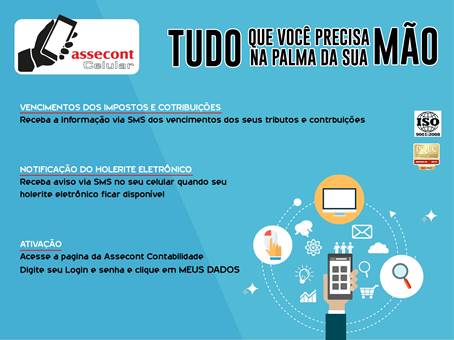 assecont
Celular
TUDO QUE VOCÊ PRECISA NA PALMA DA SUA MÃO
VENCIMENTOS DOS IMPOSTOS E COTRIBUIÇÕES
Receba a informação via SMS dos vencimentos dos seus tributos e contrbuições
ISO
9001:2008
NOTIFICAÇÃO DO HOLERITE ELETRÔNICO
Receba aviso via SMS no seu celular quando seu
holerite eletrônico ficar disponível
ATIVAÇÃO
Acesse a pagina da Assecont Contabilidade
Digite seu Login e senha e clique em MEUS DADOS